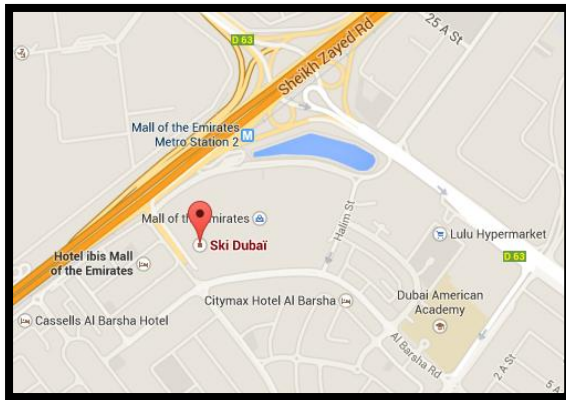 25 A St
D 63
Sheikh Zayed Rd
Mall of the Emirates
Metro Station 2
M
Mall of the Emirates
Halim St
Ski Dubaï
Lulu Hypermarket
D 63
Hotel ibis Mall
of the Emirates
Citymax Hotel Al Barsha
Dubai American
Academy
Cassells Al Barsha Hotel
Al Barsha Rd
2 A St
5 A